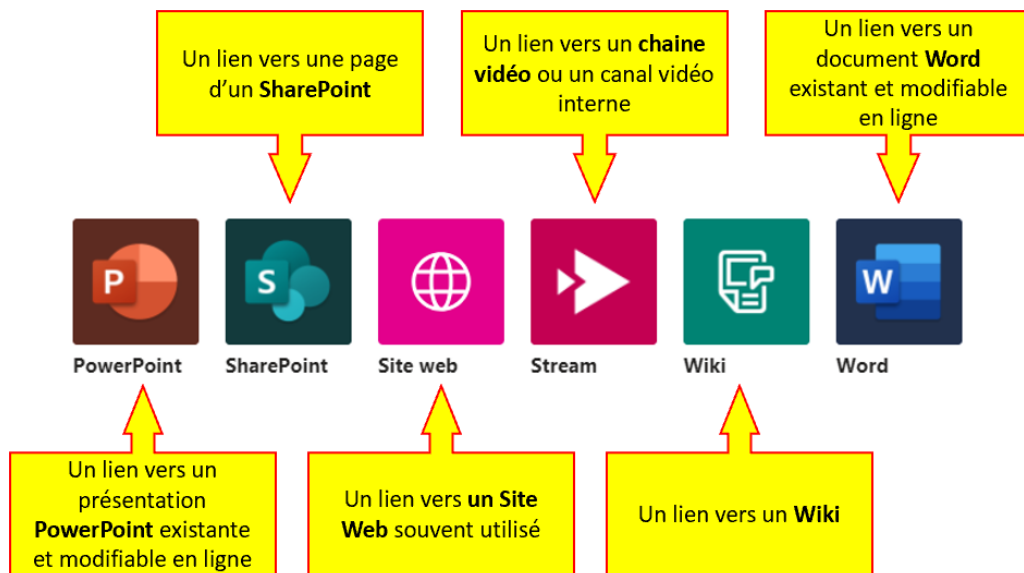 Un lien vers une page
d'un SharePoint
Un lien vers un chaine
vidéo ou un canal vidéo
interne
Un lien vers un
document Word
existant et modifiable
en ligne
P
S
W
PowerPoint
SharePoint
Site web
Stream
Wiki
Word
Un lien vers un
présentation
PowerPoint existante
et modifiable en ligne
Un lien vers un Site
Web souvent utilisé
Un lien vers un Wiki